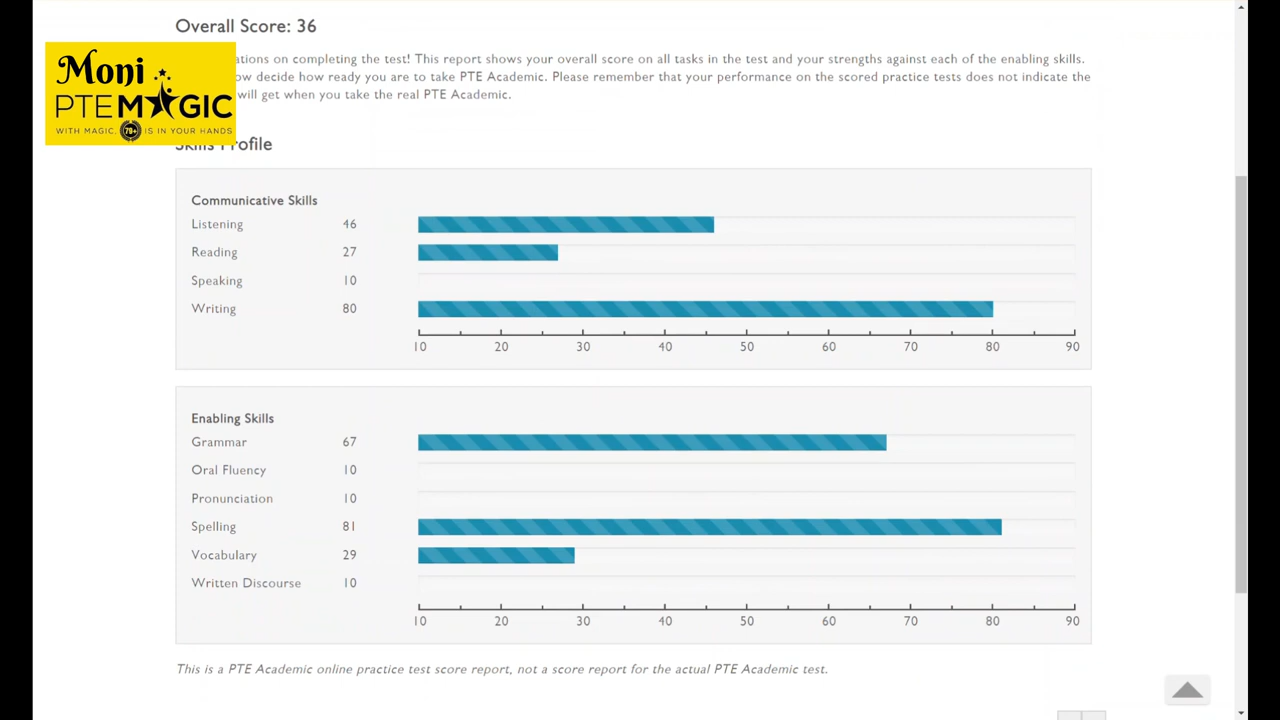 Overall Score: 36
ations on completing the test! This report shows your overall score on all tasks in the test and your strengths against each of the enabling skills.
ow decide how ready you are to take PTE Academic. Please remember that your performance on the scored practice tests does not indicate the
will get when you take the real PTE Academic.
Moni
PTEMAGIC
WITH MAGIC, 79+ IS IN YOUR HANDS
Skills Profile
Communicative Skills
Listening 46
Reading 27
Speaking 10
Writing 80
10 20 30 40 50 60 70 80 90
Enabling Skills
Grammar 67
Oral Fluency 10
Pronunciation 10
Spelling 81
Vocabulary 29
Written Discourse 10
10 20 30 40 50 60 70 80 90
This is a PTE Academic online practice test score report, not a score report for the actual PTE Academic test.